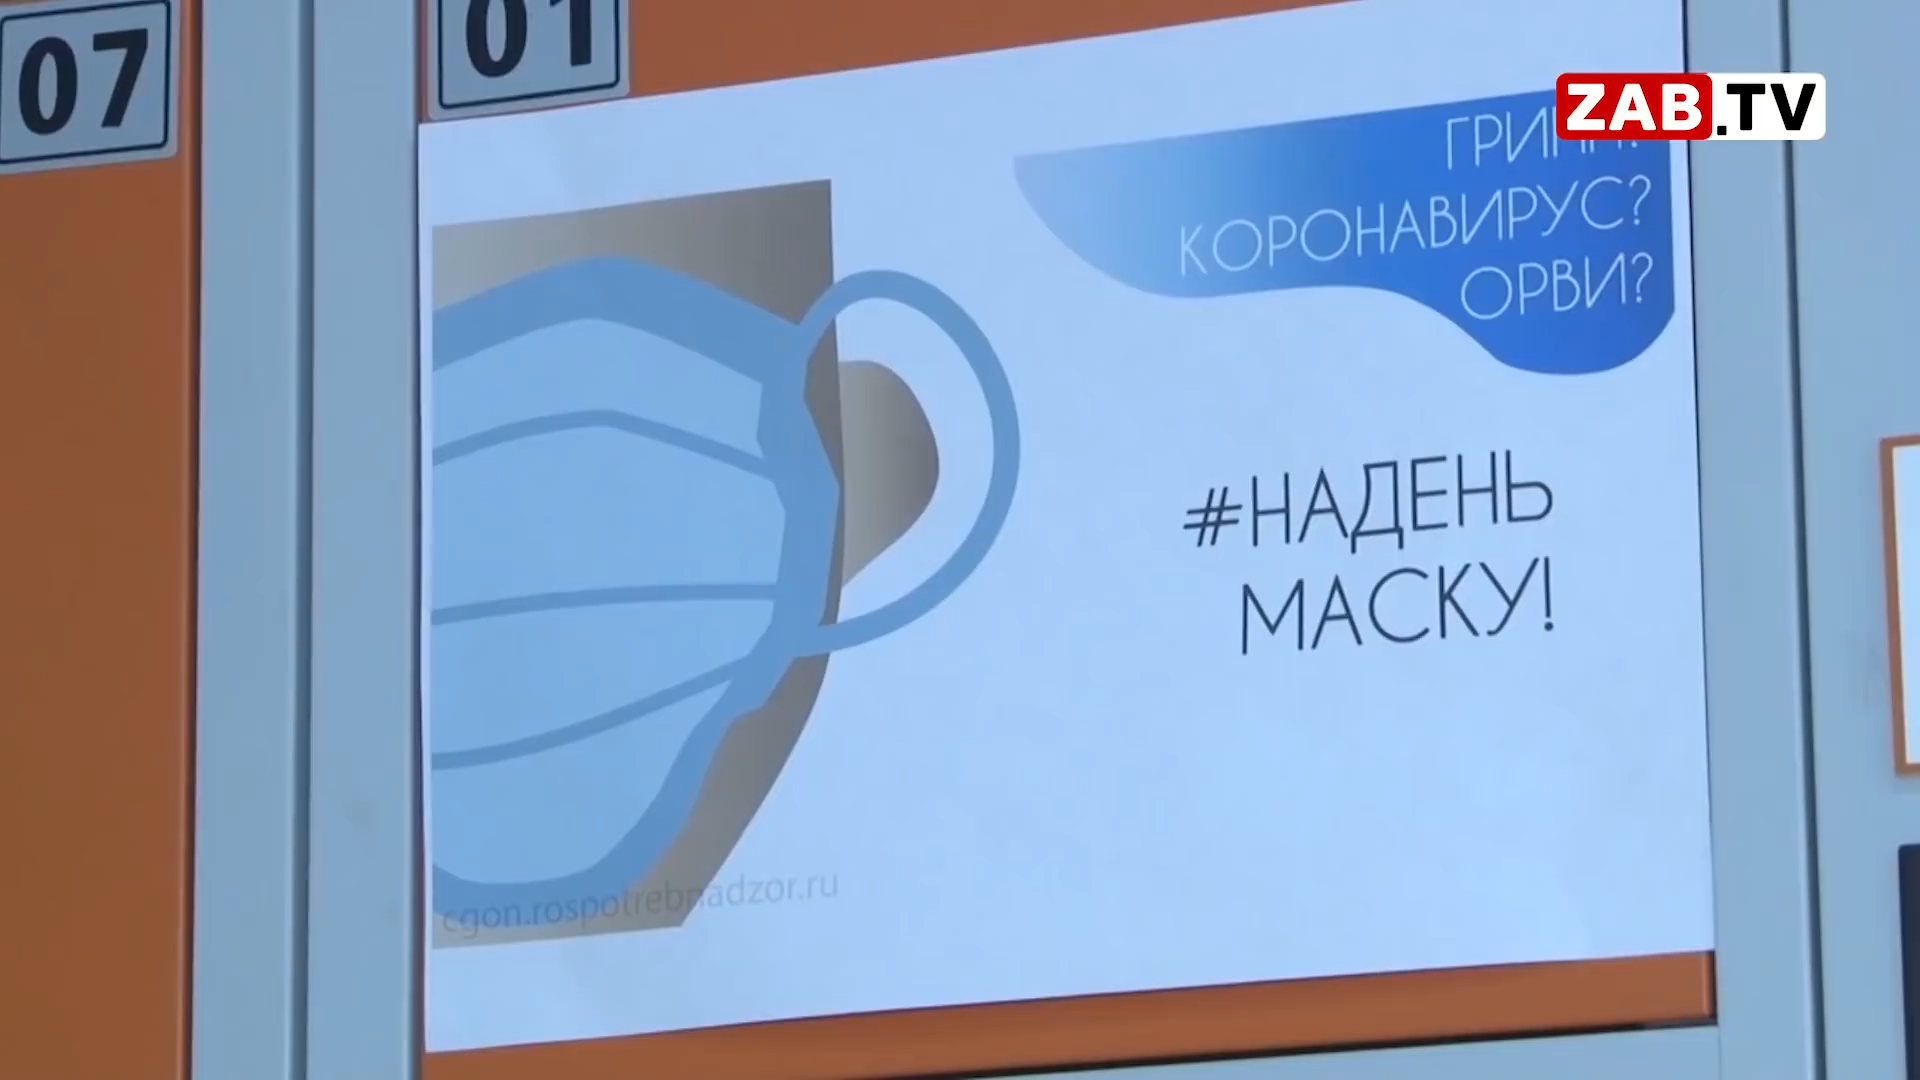 07
01
ZAB.TV
КОРОНАВИРУС?
ОРВИ?
#НАДЕНЬ
МАСКУ!
cgon.rospotrebnadzor.ru